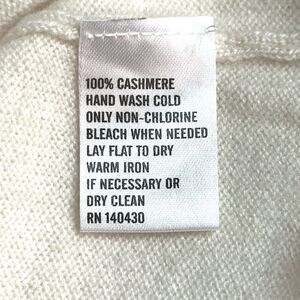 100% CASHMERE
HAND WASH COLD
ONLY NON-CHLORINE
BLEACH WHEN NEEDED
LAY FLAT TO DRY
WARM IRON
IF NECESSARY OR
DRY CLEAN
RN 140430